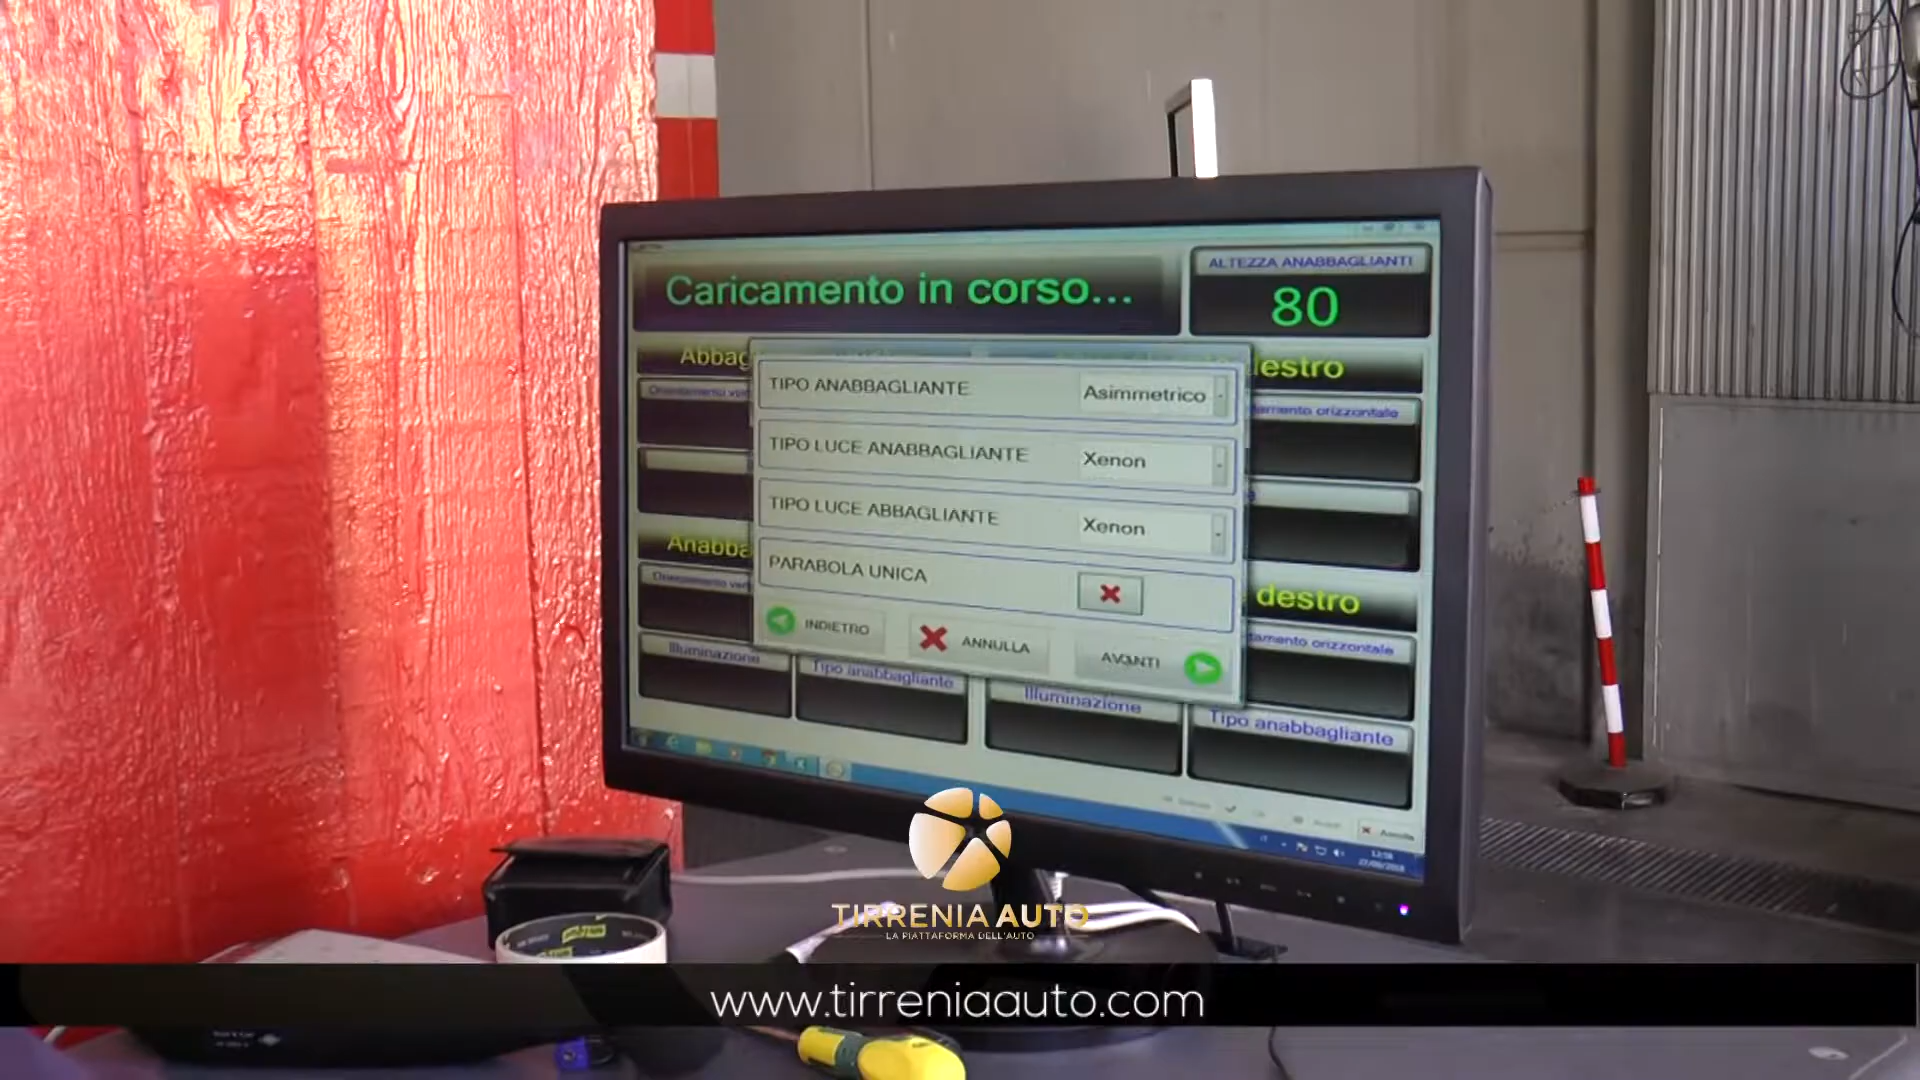 Caricamento in corso...
ALTEZZA ANABBAGLIANTI
80
destro
TIPO ANABBAGLIANTE
Asimmetrico
TIPO LUCE ANABBAGLIANTE
Xenon
TIPO LUCE ABBAGLIANTE
Xenon
PARABOLA UNICA
INDIETRO
ANNULLA
AVANTI
destro
Illuminazione
Tipo anabbagliante
Illuminazione
Tipo anabbagliante
TIRRENIA AUTO
LA PIATTAFORMA DELL'AUTO
www.tirreniaauto.com